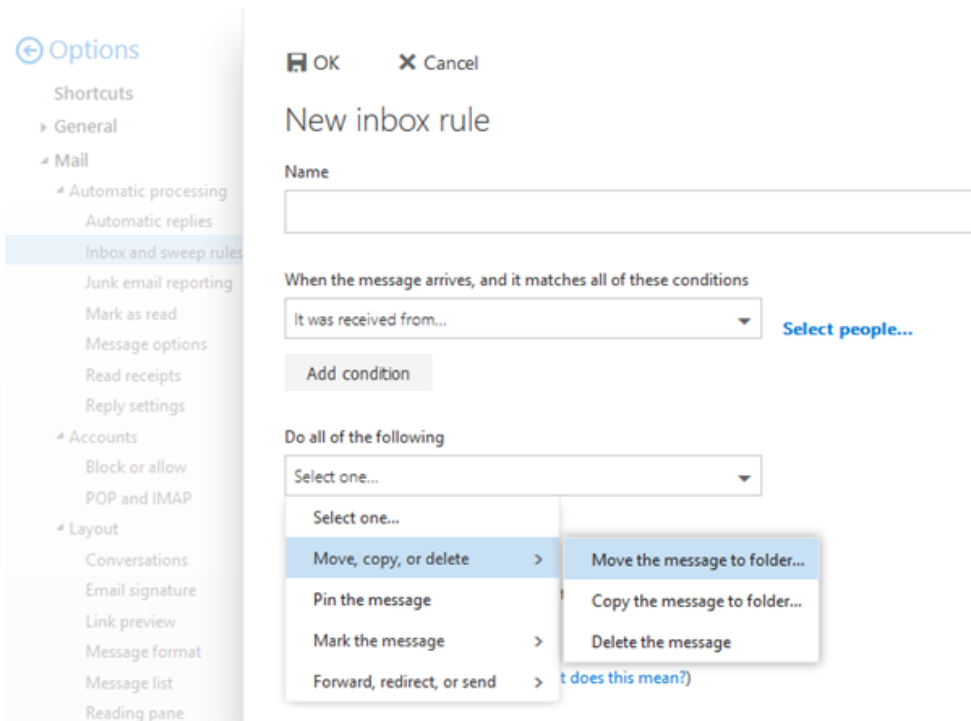 Options
Shortcuts
General
Mail
Automatic processing
Automatic replies
Inbox and sweep rules
Junk email reporting
Mark as read
Message options
Read receipts
Reply settings
Accounts
Block or allow
POP and IMAP
Layout
Conversations
Email signature
Link preview
Message format
Message list
Reading pane
OK Cancel
New inbox rule
Name
When the message arrives, and it matches all of these conditions
It was received from...
Select people...
Add condition
Do all of the following
Select one...
Select one...
Move, copy, or delete
Pin the message
Mark the message
Forward, redirect, or send
Move the message to folder...
Copy the message to folder...
Delete the message
does this mean?)